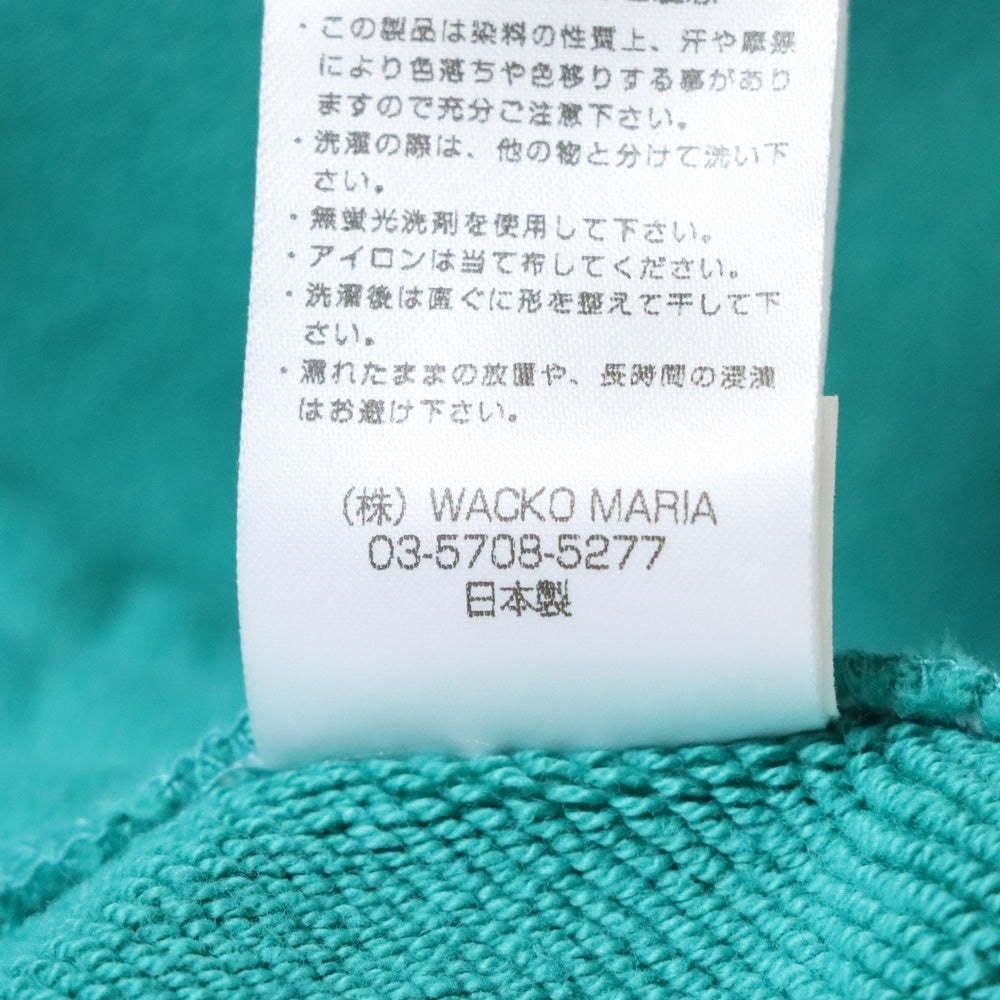 ・この製品は染料の性質上、汗や摩擦
により色落ちや色移りする事があり
ますので充分ご注意下さい。
・洗濯の際は、他の物と分けて洗い下
さい。
・無蛍光洗剤を使用して下さい。
・アイロンは当て布してください。
・洗濯後は直ぐに形を整えて干して下
さい。
・濡れたままの放置や、長時間の浸漬
はお避け下さい。
（株）WACKO MARIA
03-5708-5277
日本製